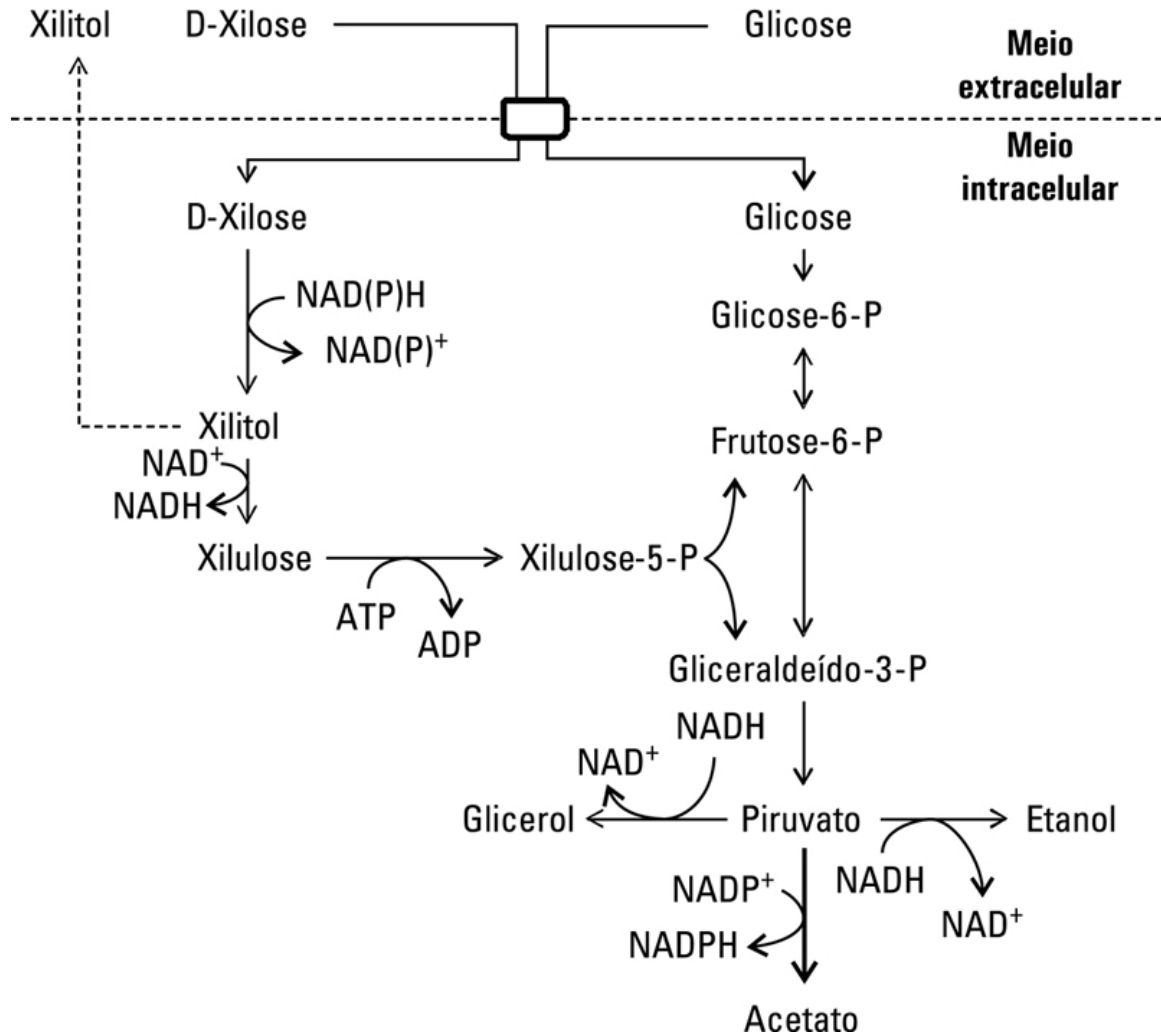 Xilitol
D-Xilose
Glicose
Meio
extracelular
Meio
intracelular
D-Xilose
Glicose
NAD(P)H
NAD(P)⁺
Glicose-6-P
Xilitol
Frutose-6-P
NAD⁺
NADH
Xilulose
Xilulose-5-P
ATP
ADP
Gliceraldeído-3-P
NADH
NAD⁺
Glicerol
Piruvato
Etanol
NADP⁺
NADH
NADPH
NAD⁺
Acetato